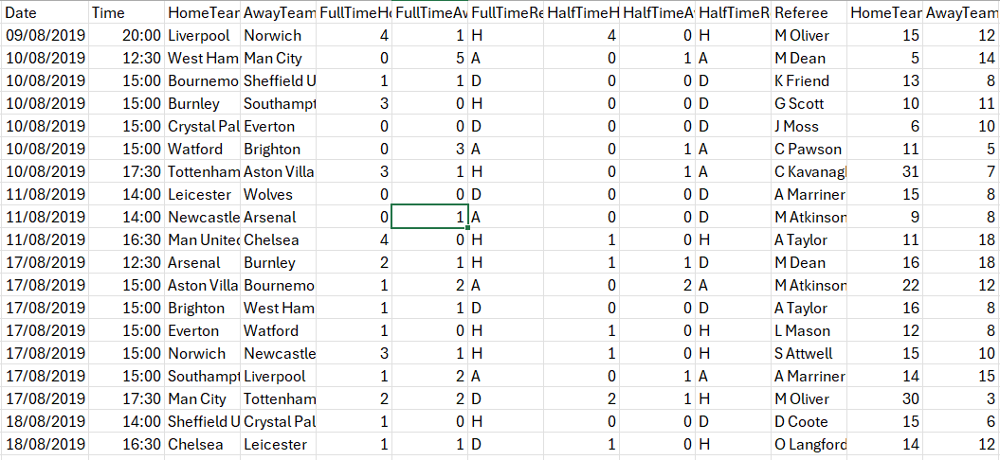 Date Time HomeTear AwayTeam FullTimeHo FullTimeAv FullTimeRe HalfTimeH HalfTimeA HalfTimeR Referee HomeTear AwayTeam
09/08/2019 20:00 Liverpool Norwich 4 1 H 4 0 H M Oliver 15 12
10/08/2019 12:30 West Ham Man City 0 5 A 0 1 A M Dean 5 14
10/08/2019 15:00 Bournemo Sheffield U 1 1 D 0 0 D K Friend 13 8
10/08/2019 15:00 Burnley Southampt 3 0 H 0 0 D G Scott 10 11
10/08/2019 15:00 Crystal Pal Everton 0 0 D 0 0 D J Moss 6 10
10/08/2019 15:00 Watford Brighton 0 3 A 0 1 A C Pawson 11 5
10/08/2019 17:30 Tottenham Aston Villa 3 1 H 0 1 A C Kavanagl 31 7
11/08/2019 14:00 Leicester Wolves 0 0 D 0 0 D A Marriner 15 8
11/08/2019 14:00 Newcastle Arsenal 0 1 A 0 0 D M Atkinson 9 8
11/08/2019 16:30 Man United Chelsea 4 0 H 1 0 H A Taylor 11 18
17/08/2019 12:30 Arsenal Burnley 2 1 H 1 1 D M Dean 16 18
17/08/2019 15:00 Aston Villa Bournemo 1 2 A 0 2 A M Atkinson 22 12
17/08/2019 15:00 Brighton West Ham 1 1 D 0 0 D A Taylor 16 8
17/08/2019 15:00 Everton Watford 1 0 H 1 0 H L Mason 12 8
17/08/2019 15:00 Norwich Newcastle 3 1 H 1 0 H S Attwell 15 10
17/08/2019 15:00 Southampt Liverpool 1 2 A 0 1 A A Marriner 14 15
17/08/2019 17:30 Man City Tottenham 2 2 D 2 1 H M Oliver 30 3
18/08/2019 14:00 Sheffield U Crystal Pal 1 0 H 0 0 D D Coote 15 6
18/08/2019 16:30 Chelsea Leicester 1 1 D 1 0 H O Langford 14 12